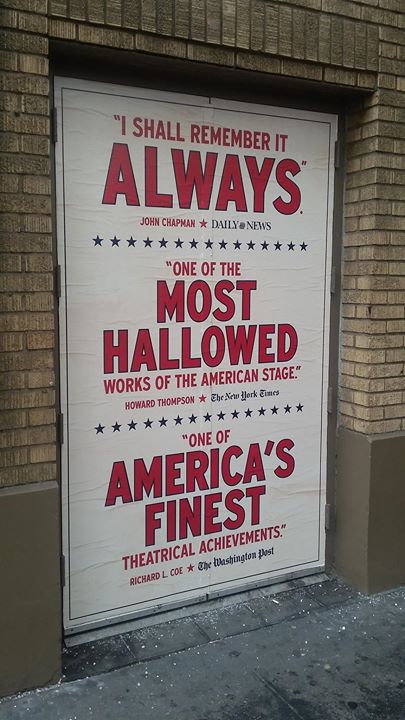 "I SHALL REMEMBER IT
ALWAYS."
JOHN CHAPMAN ★ DAILY NEWS
"ONE OF THE
MOST
HALLOWED
WORKS OF THE AMERICAN STAGE."
HOWARD THOMPSON ★ The New York Times
"ONE OF
AMERICA'S
FINEST
THEATRICAL ACHIEVEMENTS."
RICHARD L. COE ★ The Washington Post